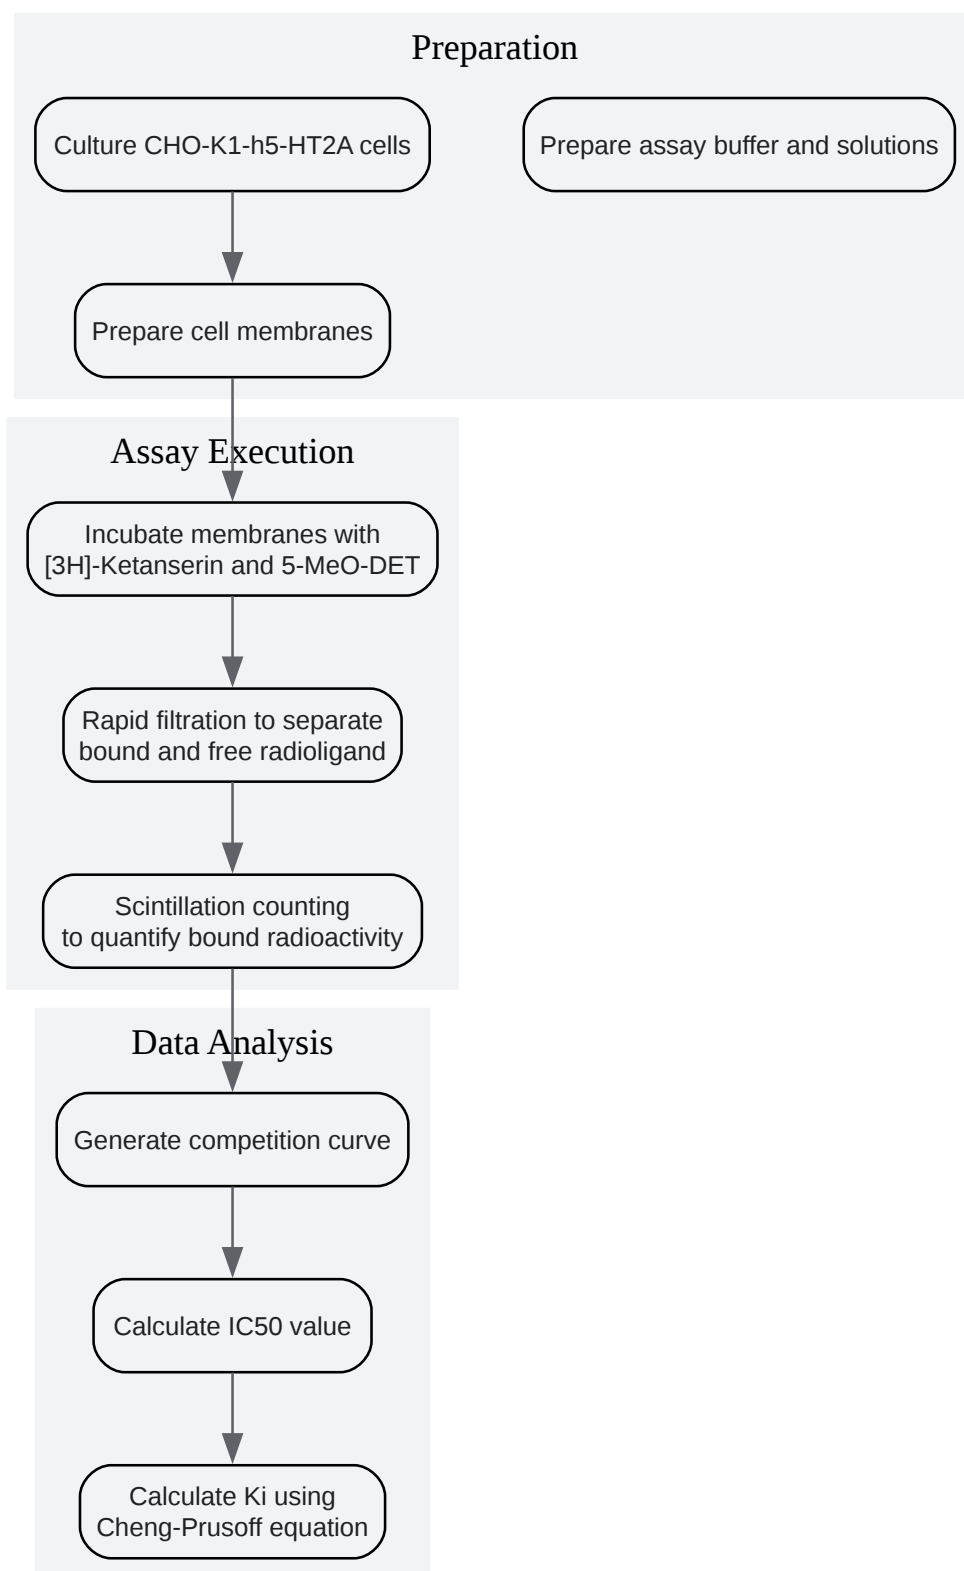 Preparation
Culture CHO-K1-h5-HT2A cells
Prepare assay buffer and solutions
Prepare cell membranes
Assay Execution
Incubate membranes with
[3H]-Ketanserin and 5-MeO-DET
Rapid filtration to separate
bound and free radioligand
Scintillation counting
to quantify bound radioactivity
Data Analysis
Generate competition curve
Calculate IC50 value
Calculate Ki using
Cheng-Prusoff equation